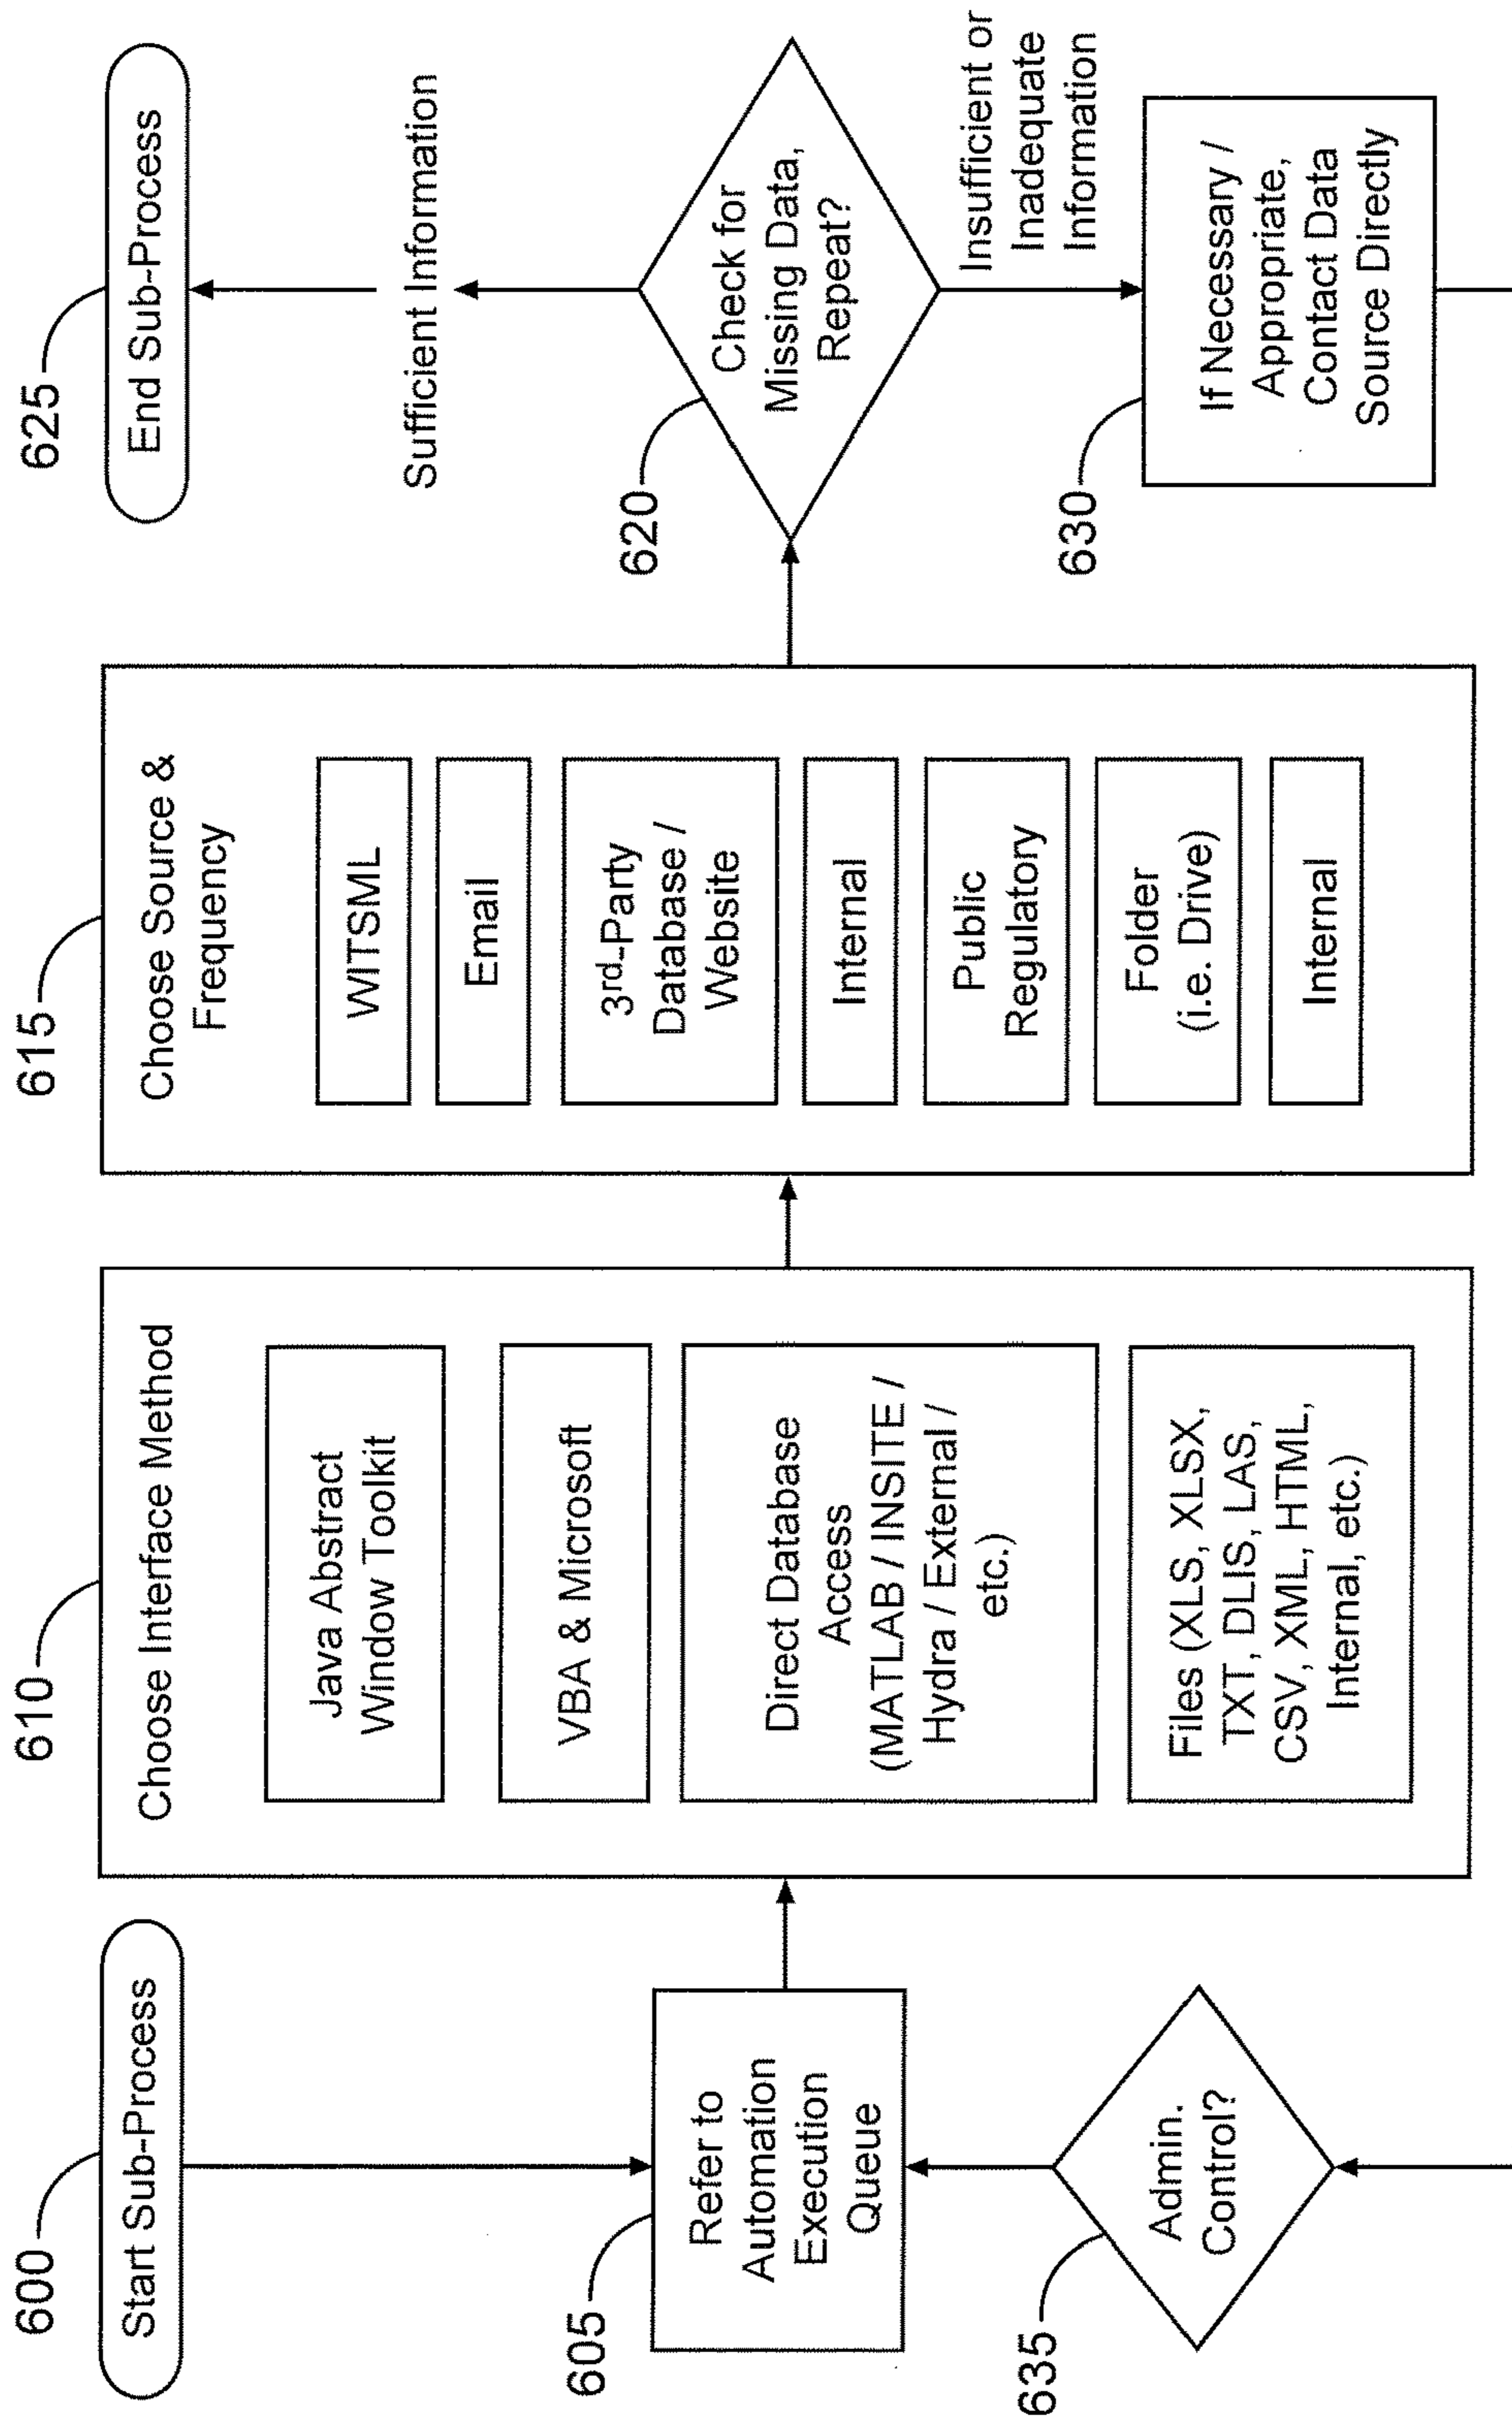 600
Start Sub-Process
605
Refer to
Automation
Execution
Queue
635
Admin.
Control?
610
Choose Interface Method
Java Abstract
Window Toolkit
VBA & Microsoft
Direct Database
Access
(MATLAB / INSITE /
Hydra / External /
etc.)
Files (XLS, XLSX,
TXT, DLIS, LAS,
CSV, XML, HTML,
Internal, etc.)
615
Choose Source &
Frequency
WITSML
Email
3rd-Party
Database /
Website
Internal
Public
Regulatory
Folder
(i.e. Drive)
Internal
625
End Sub-Process
Sufficient Information
620
Check for
Missing Data,
Repeat?
Insufficient or
Inadequate
Information
630
If Necessary /
Appropriate,
Contact Data
Source Directly